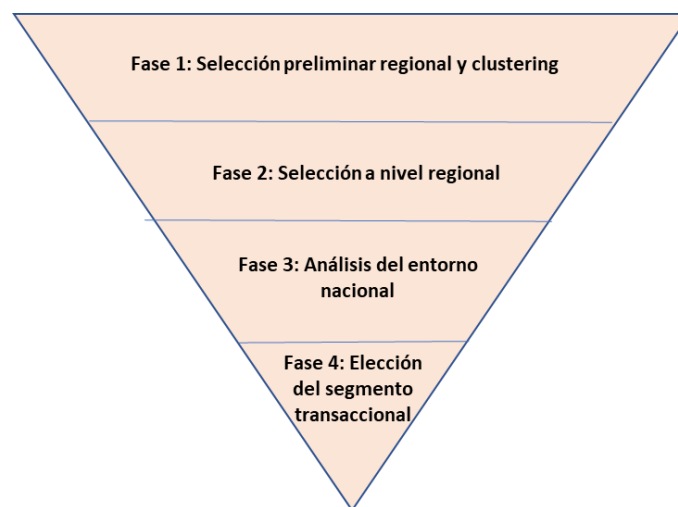 Fase 1: Selección preliminar regional y clustering
Fase 2: Selección a nivel regional
Fase 3: Análisis del entorno
nacional
Fase 4: Elección
del segmento
transaccional